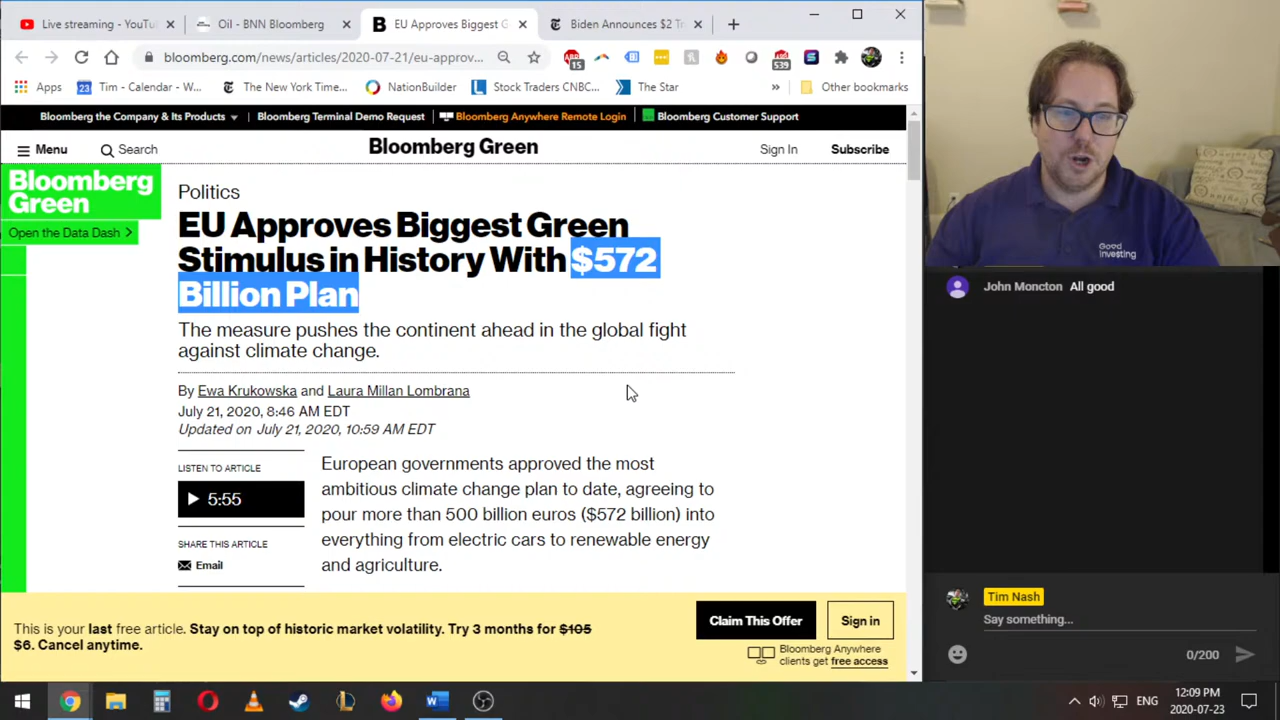 Live streaming - YouTu
Oil - BNN Bloomberg
B
EU Approves Biggest G
Biden Announces $2 Tr
bloomberg.com/news/articles/2020-07-21/eu-approv...
15
539
Apps
23
Tim - Calendar - W...
The New York Time...
NationBuilder
Stock Traders CNBC...
The Star
»
Other bookmarks
Bloomberg the Company & Its Products
Bloomberg Terminal Demo Request
Bloomberg Anywhere Remote Login
Bloomberg Customer Support
Menu
Search
Bloomberg Green
Sign In
Subscribe
Bloomberg
Green
Open the Data Dash >
Politics
EU Approves Biggest Green
Stimulus in History With $572
Billion Plan
The measure pushes the continent ahead in the global fight
against climate change.
By Ewa Krukowska and Laura Millan Lombrana
July 21, 2020, 8:46 AM EDT
Updated on July 21, 2020, 10:59 AM EDT
LISTEN TO ARTICLE
5:55
SHARE THIS ARTICLE
Email
European governments approved the most
ambitious climate change plan to date, agreeing to
pour more than 500 billion euros ($572 billion) into
everything from electric cars to renewable energy
and agriculture.
This is your last free article. Stay on top of historic market volatility. Try 3 months for $105
$6. Cancel anytime.
Claim This Offer
Sign in
Bloomberg Anywhere
clients get free access
Good
Investing
John Moncton All good
Tim Nash
Say something...
0/200
ENG
12:09 PM
2020-07-23